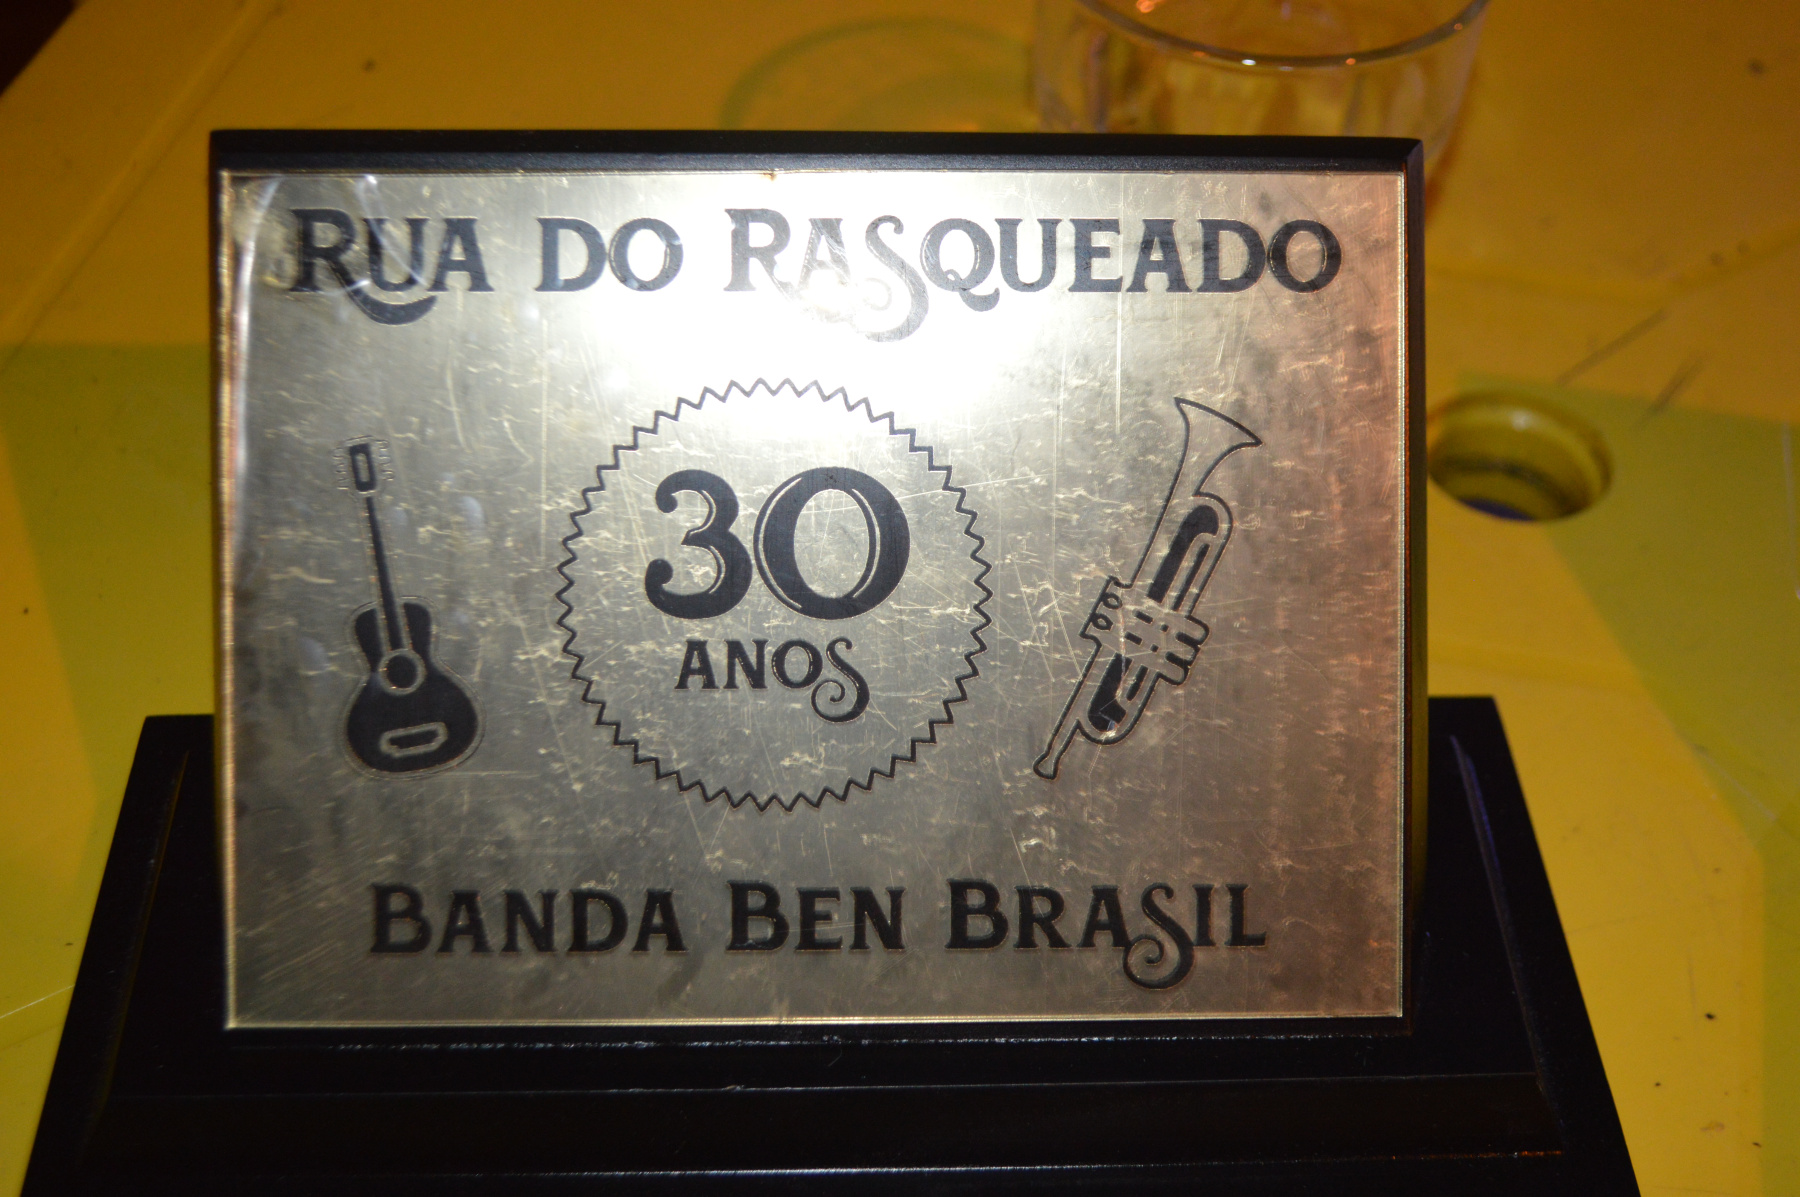 RUA DO RASQUEADO
30
ANOS
BANDA BEN BRASIL